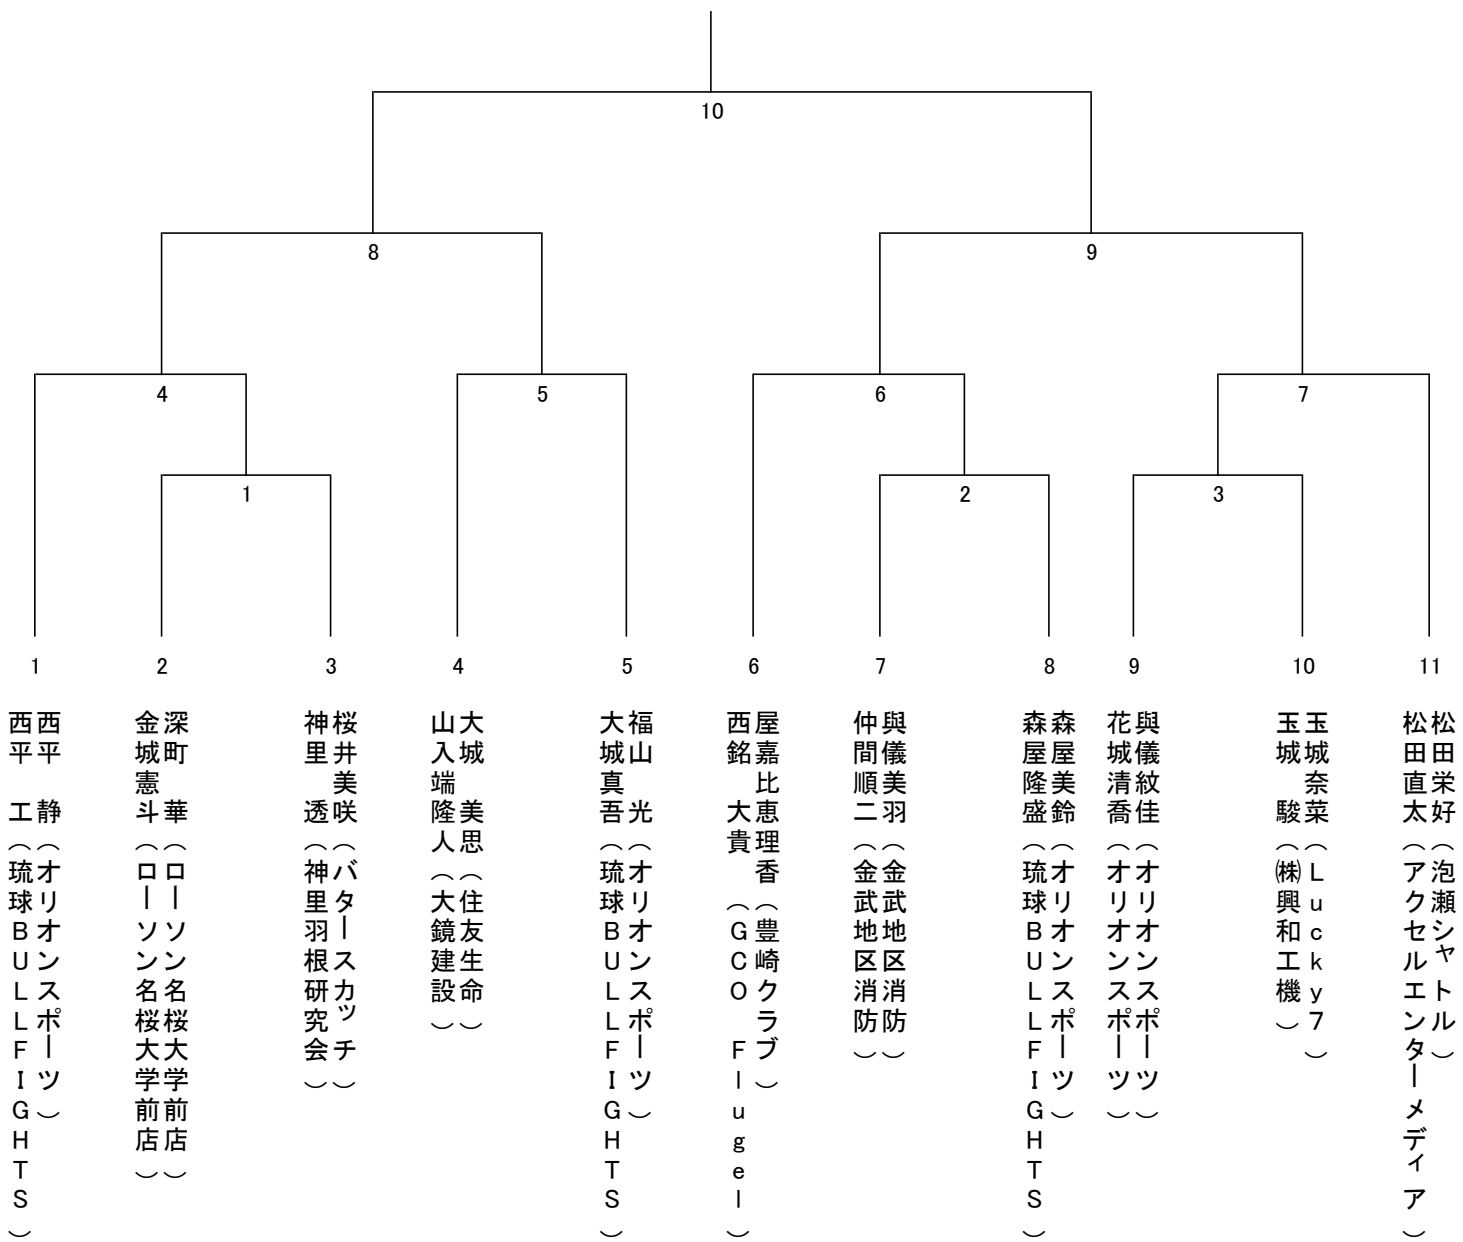 10
8
9
4
5
6
7
1
2
3
1
2
3
4
5
6
7
8
9
10
11
西平　静（オリオンスポーツ）
西平　工（琉球BULLFIGHTS）
深町　華（ローソン名桜大学前店）
金城憲斗（ローソン名桜大学前店）
桜井美咲（バタースカッチ）
神里　透（神里羽根研究会）
大城　美思（住友生命）
山入端隆人（大鏡建設）
福山　光（オリオンスポーツ）
大城真吾（琉球BULLFIGHTS）
屋嘉比恵理香（豊崎クラブ）
西銘　大貴　（GCO　Flugel）
與儀美羽（金武地区消防）
仲間順二（金武地区消防）
森屋美鈴（オリオンスポーツ）
森屋隆盛（琉球BULLFIGHTS）
與儀紋佳（オリオンスポーツ）
花城清喬（オリオンスポーツ）
玉城奈菜（Lucky7）
玉城　駿（㈱興和工機）
松田栄好（泡瀬シャトル）
松田直太（アクセルエンターメディア）